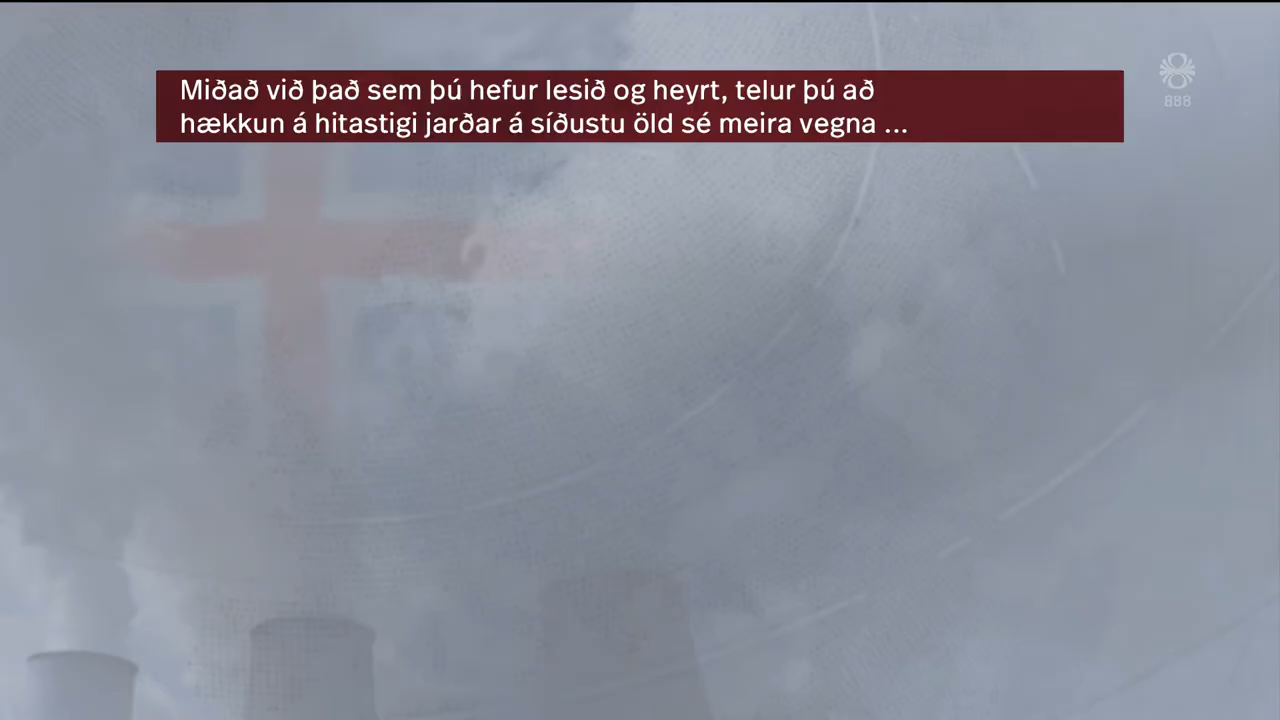 Miðað við það sem þú hefur lesið og heyrt, telur þú að
hækkun á hitastigi jarðar á síðustu öld sé meira vegna ...
888